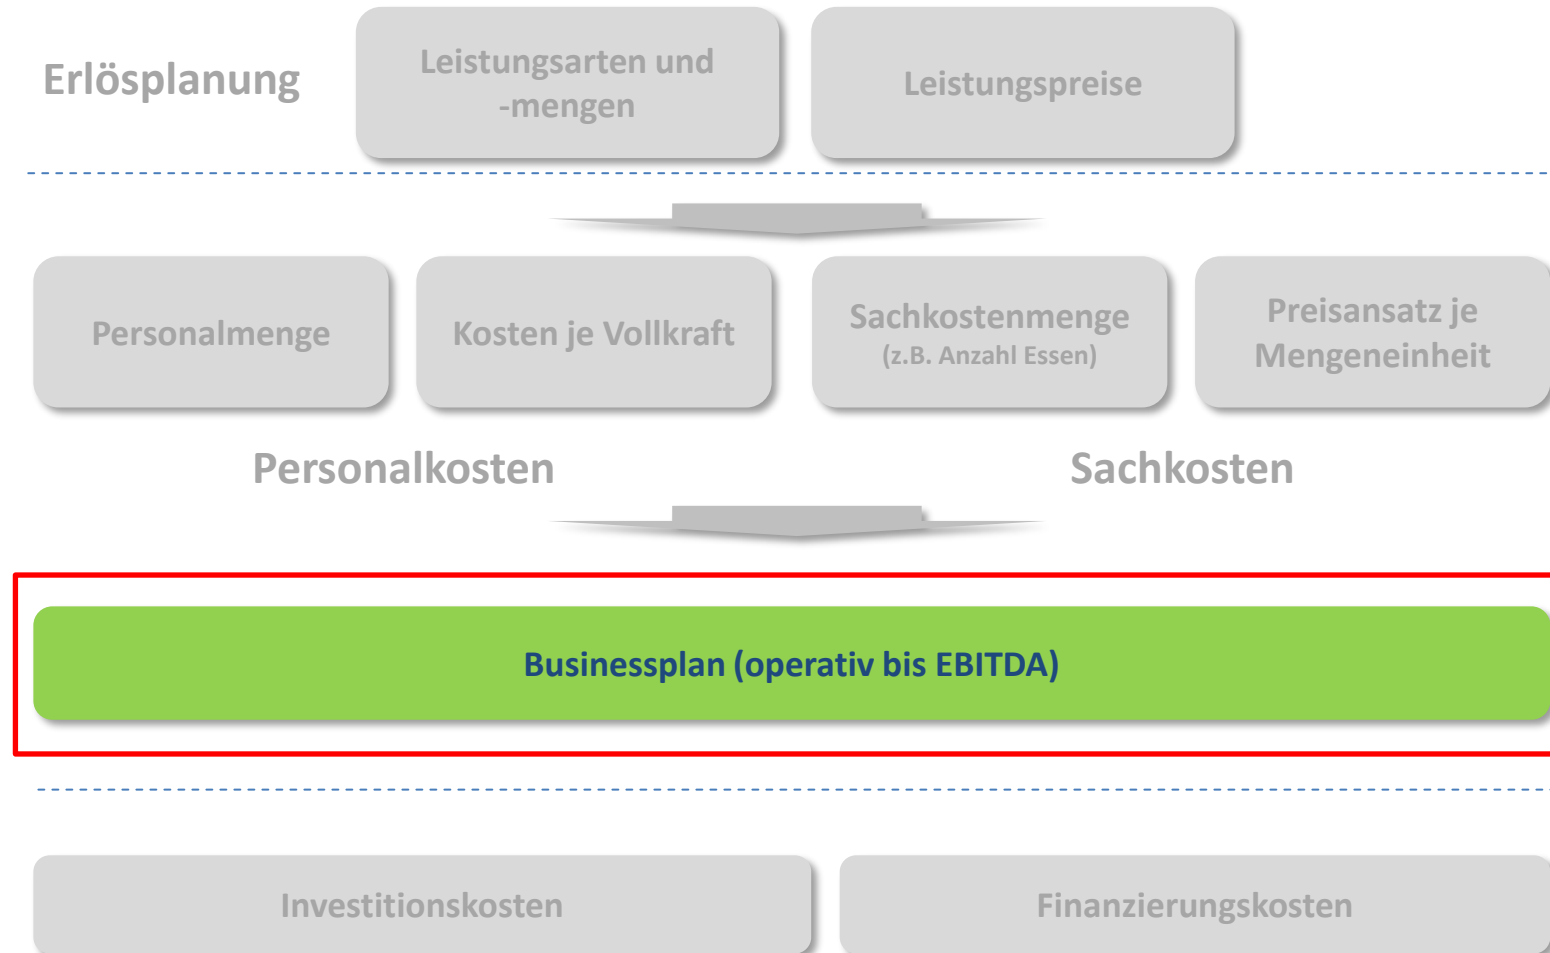 Erlösplanung
Leistungsarten und
-mengen
Leistungspreise
Personalmenge
Kosten je Vollkraft
Sachkostenmenge
(z.B. Anzahl Essen)
Preisansatz je
Mengeneinheit
Personalkosten
Sachkosten
Businessplan (operativ bis EBITDA)
Investitionskosten
Finanzierungskosten